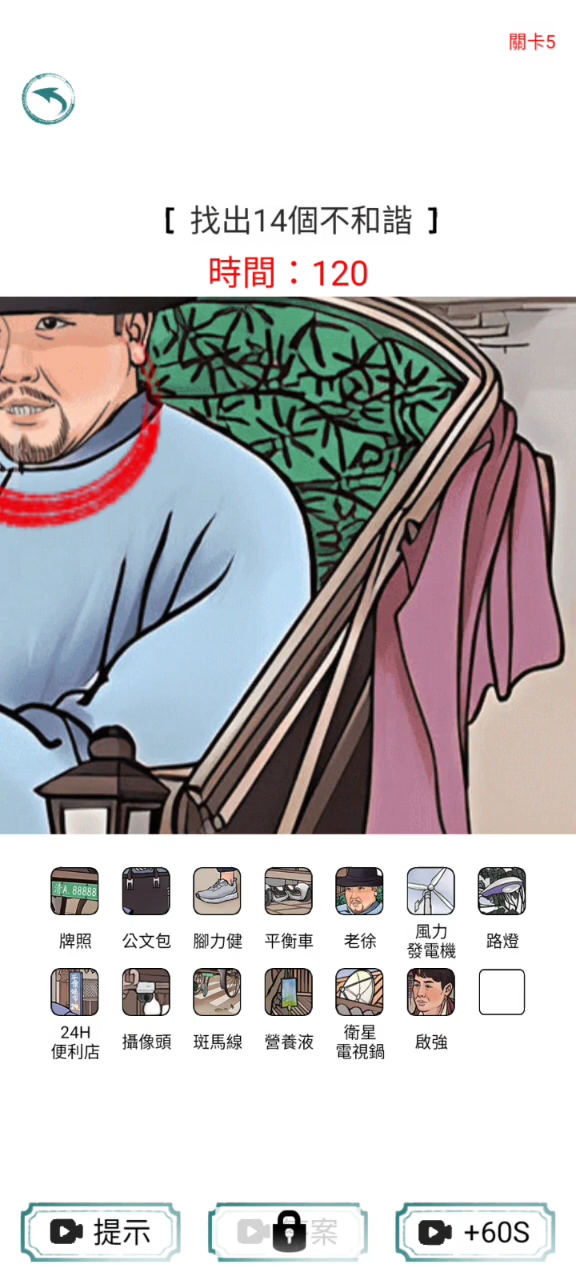 關卡5
【 找出14個不和諧 】
時間：120
清A.88888
牌照
公文包
腳力健
平衡車
老徐
風力
發電機
路燈
24H
便利店
攝像頭
斑馬線
營養液
衛星
電視鍋
啟強
提示
案
+60S